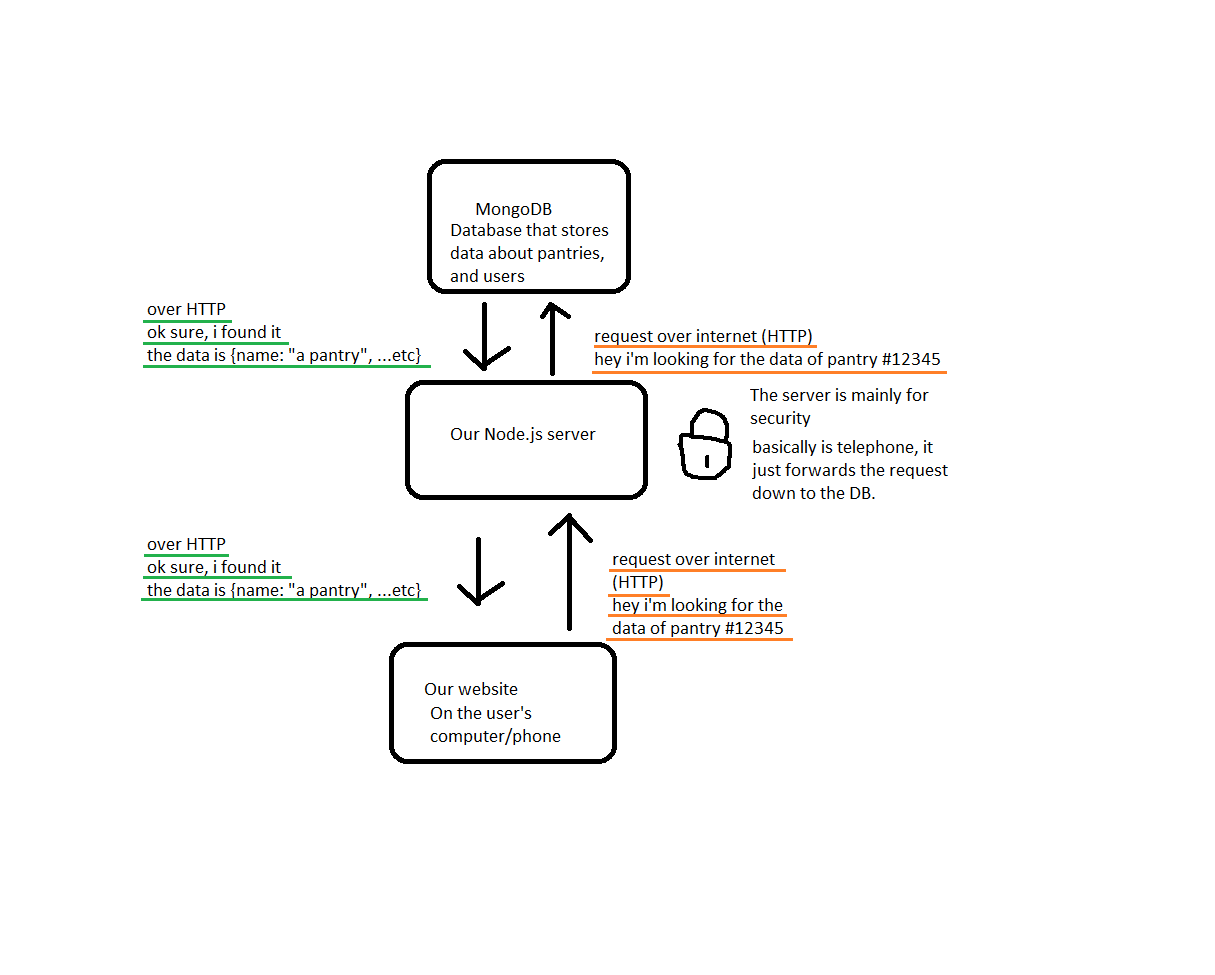 MongoDB
Database that stores
data about pantries,
and users
over HTTP
ok sure, i found it
the data is {name: "a pantry", ...etc}
request over internet (HTTP)
hey i'm looking for the data of pantry #12345
Our Node.js server
The server is mainly for
security
basically is telephone, it
just forwards the request
down to the DB.
over HTTP
ok sure, i found it
the data is {name: "a pantry", ...etc}
request over internet
(HTTP)
hey i'm looking for the
data of pantry #12345
Our website
On the user's
computer/phone